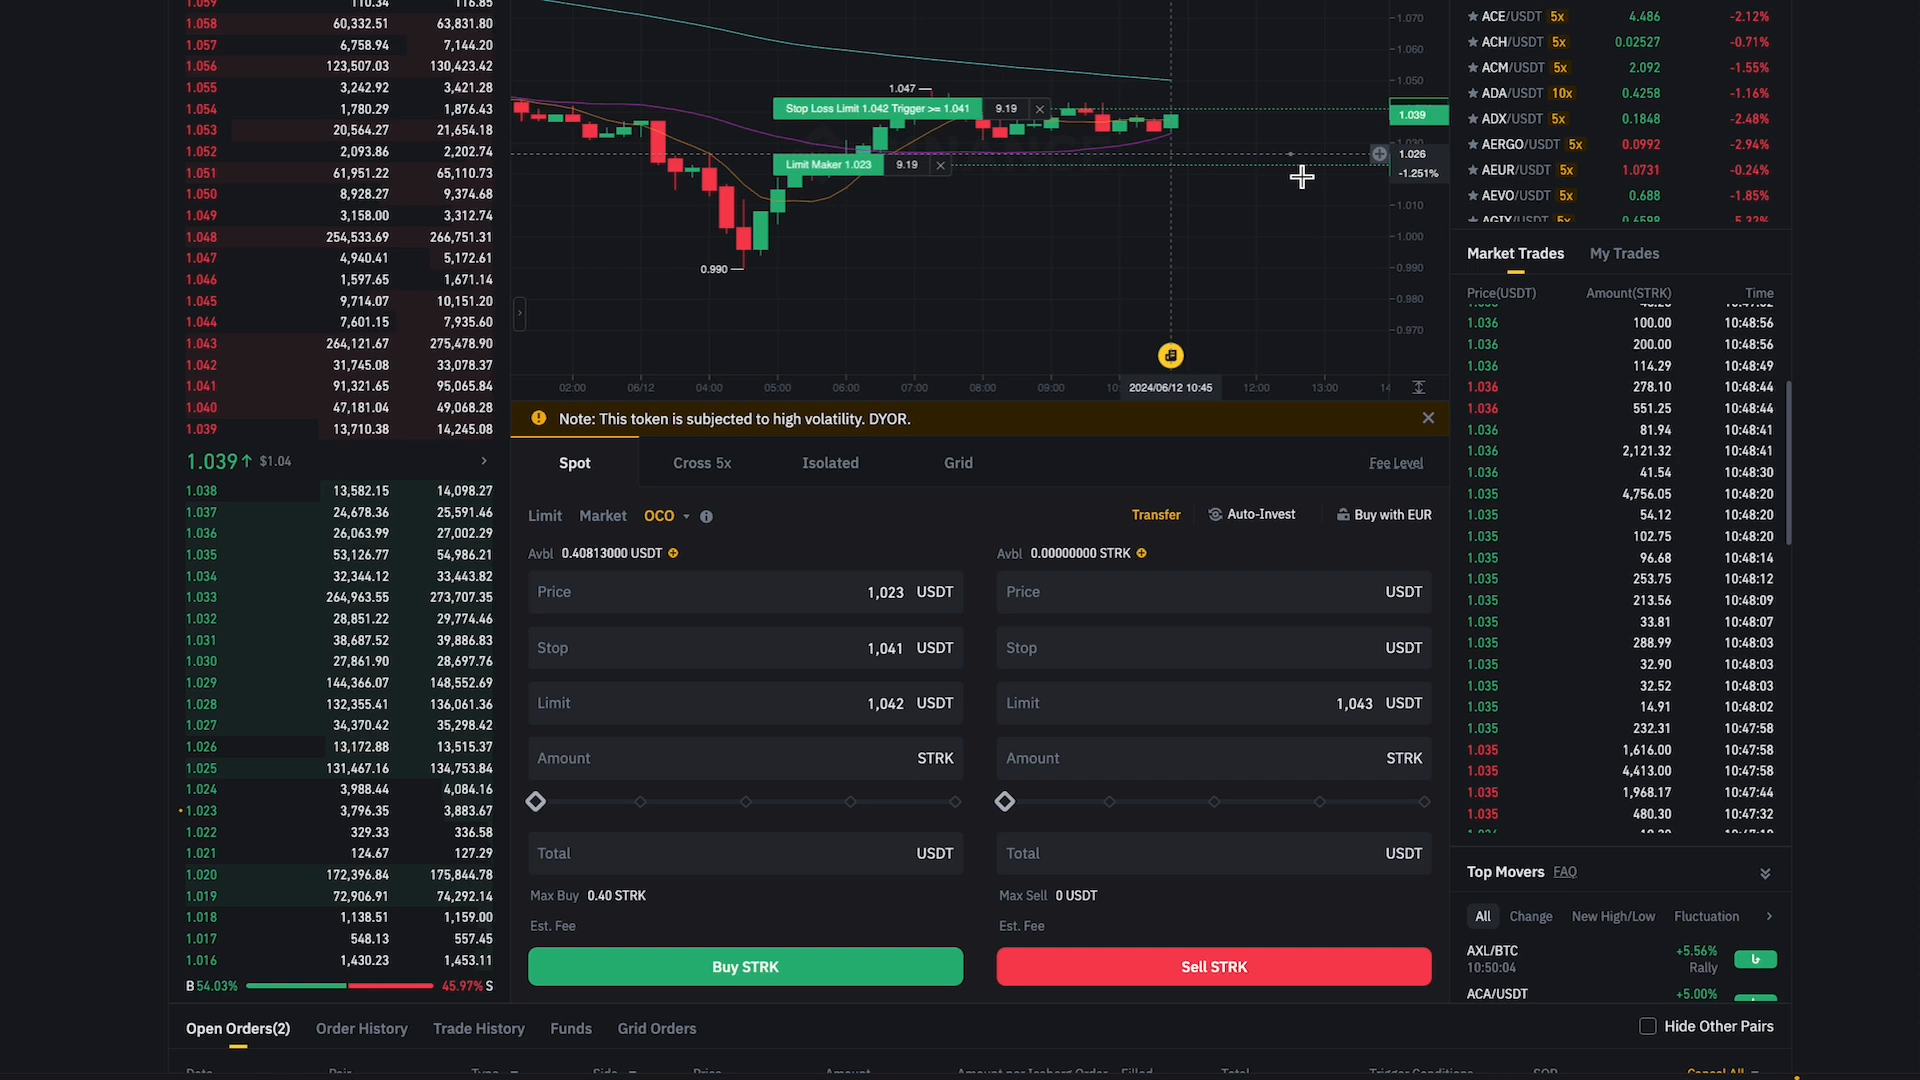 1.059 110.34 116.85
1.058 60,332.51 63,831.80
1.057 6,758.94 7,144.20
1.056 123,507.03 130,423.42
1.055 3,242.92 3,421.28
1.054 1,780.29 1,876.43
1.053 20,564.27 21,654.18
1.052 2,093.86 2,202.74
1.051 61,951.22 65,110.73
1.050 8,928.27 9,374.68
1.049 3,158.00 3,312.74
1.048 254,533.69 266,751.31
1.047 4,940.41 5,172.61
1.046 1,597.65 1,671.14
1.045 9,714.07 10,151.20
1.044 7,601.15 7,935.60
1.043 264,121.67 275,478.90
1.042 31,745.08 33,078.37
1.041 91,321.65 95,065.84
1.040 47,181.04 49,068.28
1.039 13,710.38 14,245.08
1.039↑ $1.04
1.038 13,582.15 14,098.27
1.037 24,678.36 25,591.46
1.036 26,063.99 27,002.29
1.035 53,126.77 54,986.21
1.034 32,344.12 33,443.82
1.033 264,963.55 273,707.35
1.032 28,851.22 29,774.46
1.031 38,687.52 39,886.83
1.030 27,861.90 28,697.76
1.029 144,366.07 148,552.69
1.028 132,355.41 136,061.36
1.027 34,370.42 35,298.42
1.026 13,172.88 13,515.37
1.025 131,467.16 134,753.84
1.024 3,988.44 4,084.16
1.023 3,796.35 3,883.67
1.022 329.33 336.58
1.021 124.67 127.29
1.020 172,396.84 175,844.78
1.019 72,906.91 74,292.14
1.018 1,138.51 1,159.00
1.017 548.13 557.45
1.016 1,430.23 1,453.11
B 54.03% 45.97% S
1.070
1.060
1.050
1.047
Stop Loss Limit 1.042 Trigger >= 1.041 9.19
1.039
Limit Maker 1.023 9.19
1.026
-1.251%
1.010
1.000
0.990
0.990
0.980
0.970
02:00 06/12 04:00 05:00 06:00 07:00 08:00 09:00 10: 2024/06/12 10:45 12:00 13:00 14
Note: This token is subjected to high volatility. DYOR.
Spot Cross 5x Isolated Grid Fee Level
Limit Market OCO Transfer Auto-Invest Buy with EUR
Avbl 0.40813000 USDT
Price 1,023 USDT
Stop 1,041 USDT
Limit 1,042 USDT
Amount STRK
Total USDT
Max Buy 0.40 STRK
Est. Fee
Buy STRK
Avbl 0.00000000 STRK
Price USDT
Stop USDT
Limit 1,043 USDT
Amount STRK
Total USDT
Max Sell 0 USDT
Est. Fee
Sell STRK
ACE/USDT 5x 4.486 -2.12%
ACH/USDT 5x 0.02527 -0.71%
ACM/USDT 5x 2.092 -1.55%
ADA/USDT 10x 0.4258 -1.16%
ADX/USDT 5x 0.1848 -2.48%
AERGO/USDT 5x 0.0992 -2.94%
AEUR/USDT 5x 1.0731 -0.24%
AEVO/USDT 5x 0.688 -1.85%
AGIX/USDT 5x 0.6598
Market Trades My Trades
Price(USDT) Amount(STRK) Time
1.036 100.00 10:48:56
1.036 200.00 10:48:56
1.036 114.29 10:48:49
1.036 278.10 10:48:44
1.036 551.25 10:48:44
1.036 81.94 10:48:41
1.036 2,121.32 10:48:41
1.036 41.54 10:48:30
1.035 4,756.05 10:48:20
1.035 54.12 10:48:20
1.035 102.75 10:48:20
1.035 96.68 10:48:14
1.035 253.75 10:48:12
1.035 213.56 10:48:09
1.035 33.81 10:48:07
1.035 288.99 10:48:03
1.035 32.90 10:48:03
1.035 32.52 10:48:03
1.035 14.91 10:48:02
1.035 232.31 10:47:58
1.035 1,616.00 10:47:58
1.035 4,413.00 10:47:58
1.035 1,968.17 10:47:44
1.035 480.30 10:47:32
Top Movers FAQ
All Change New High/Low Fluctuation
AXL/BTC +5.56%
10:50:04 Rally
ACA/USDT +5.00%
Open Orders(2) Order History Trade History Funds Grid Orders Hide Other Pairs
Date Pair Type Side Price Amount Amount per Iceberg Order Filled Total Trigger Conditions SOR Cancel All